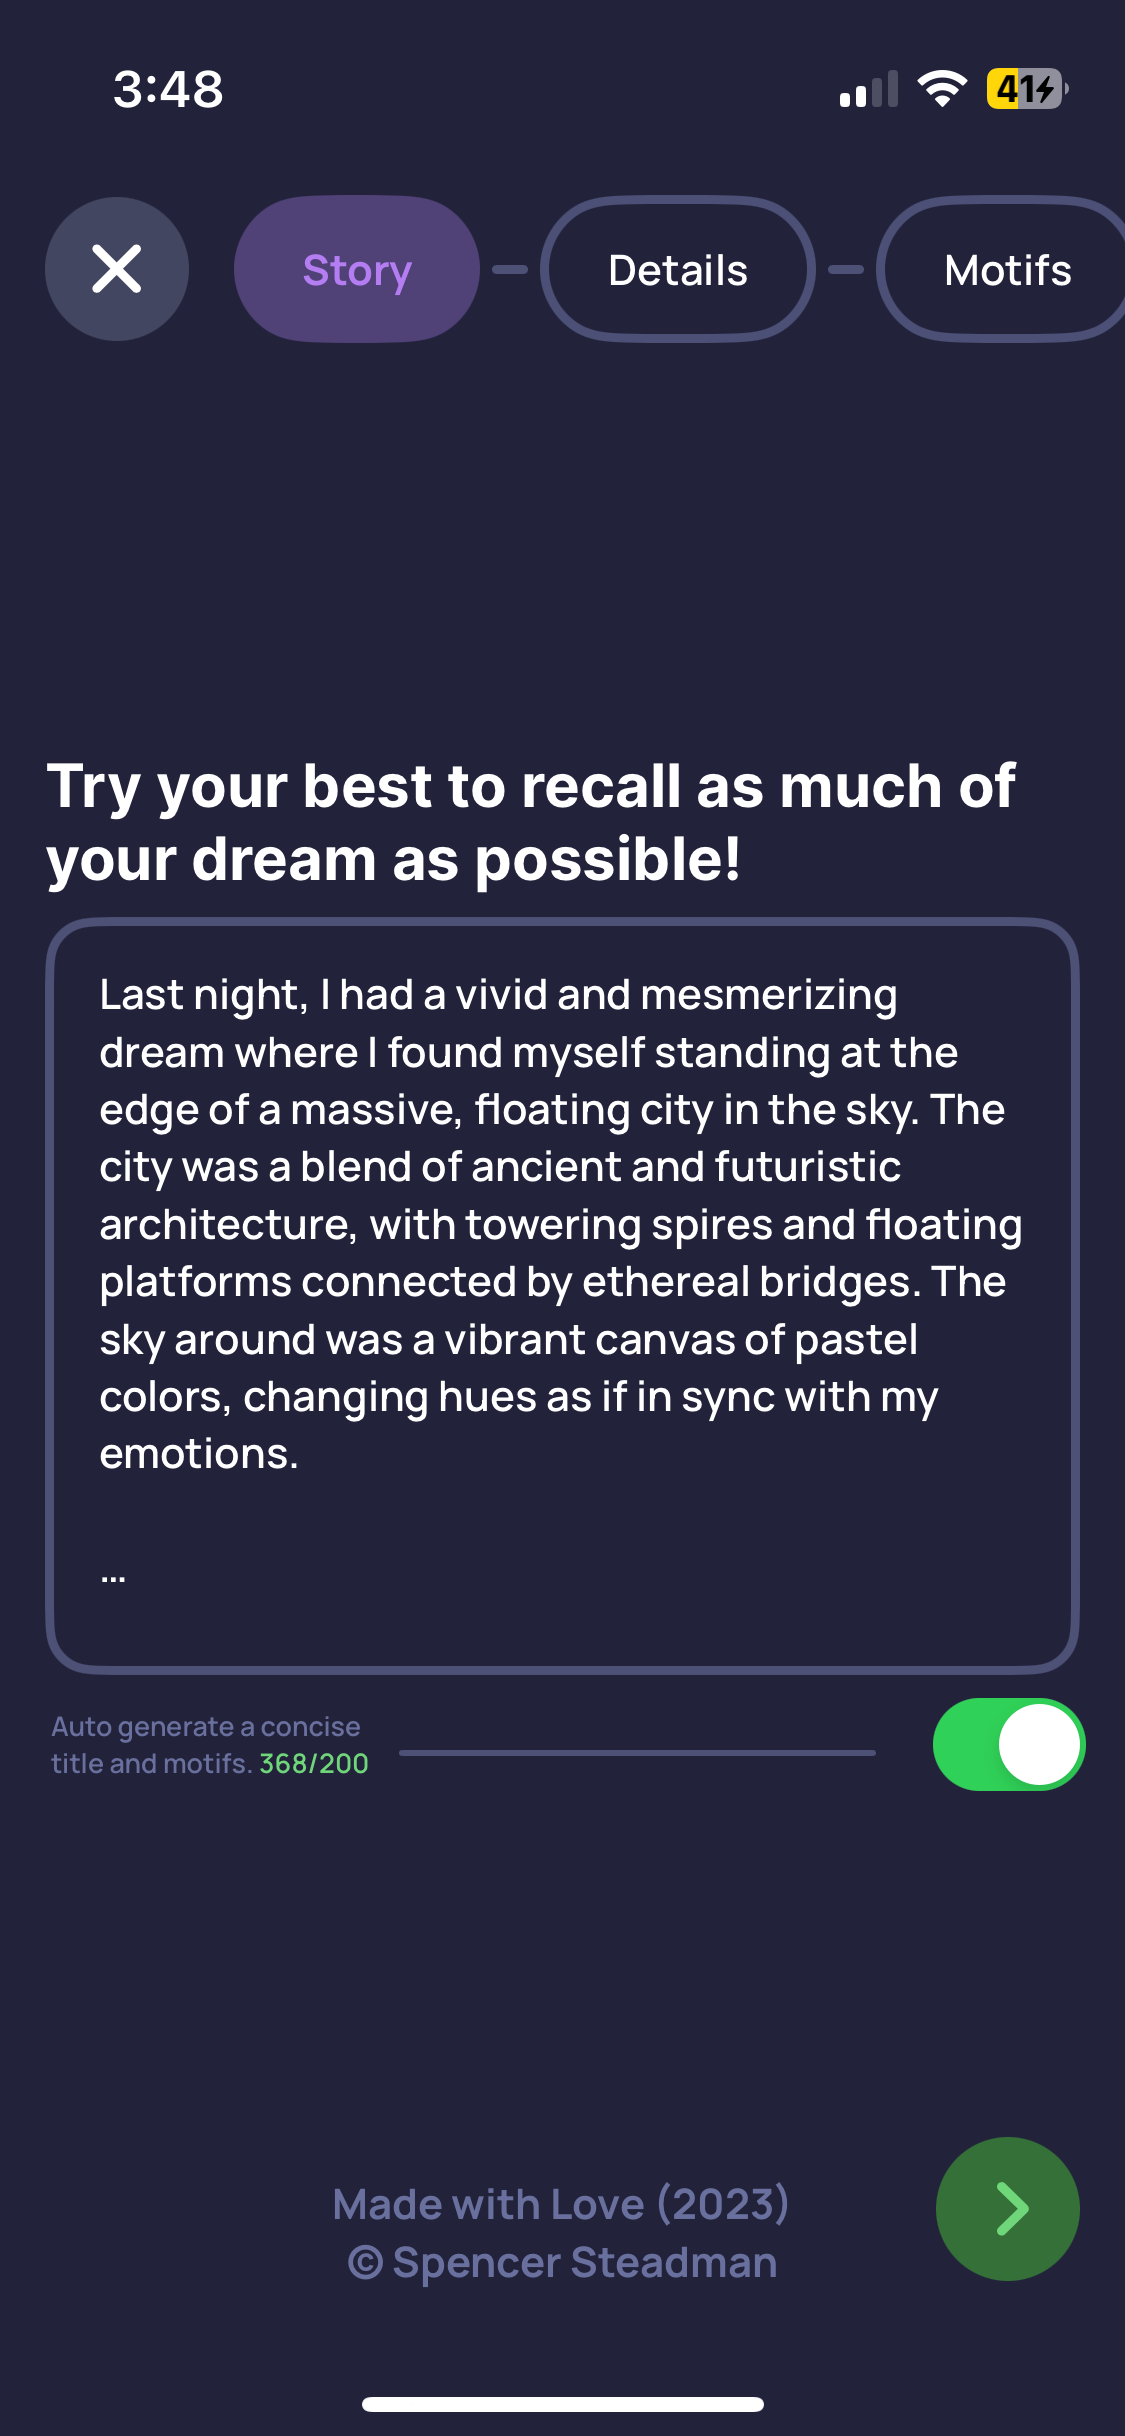 3:48
41
Story
Details
Motifs
Try your best to recall as much of
your dream as possible!
Last night, I had a vivid and mesmerizing
dream where I found myself standing at the
edge of a massive, floating city in the sky. The
city was a blend of ancient and futuristic
architecture, with towering spires and floating
platforms connected by ethereal bridges. The
sky around was a vibrant canvas of pastel
colors, changing hues as if in sync with my
emotions.
...
Auto generate a concise
title and motifs. 368/200
Made with Love (2023)
© Spencer Steadman